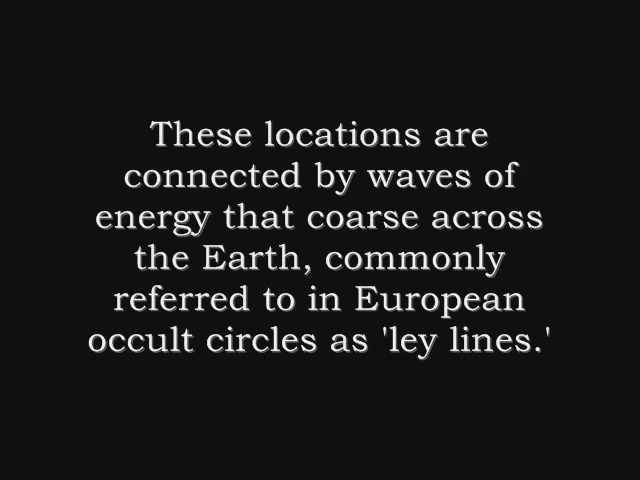 These locations are
connected by waves of
energy that coarse across
the Earth, commonly
referred to in European
occult circles as 'ley lines.'